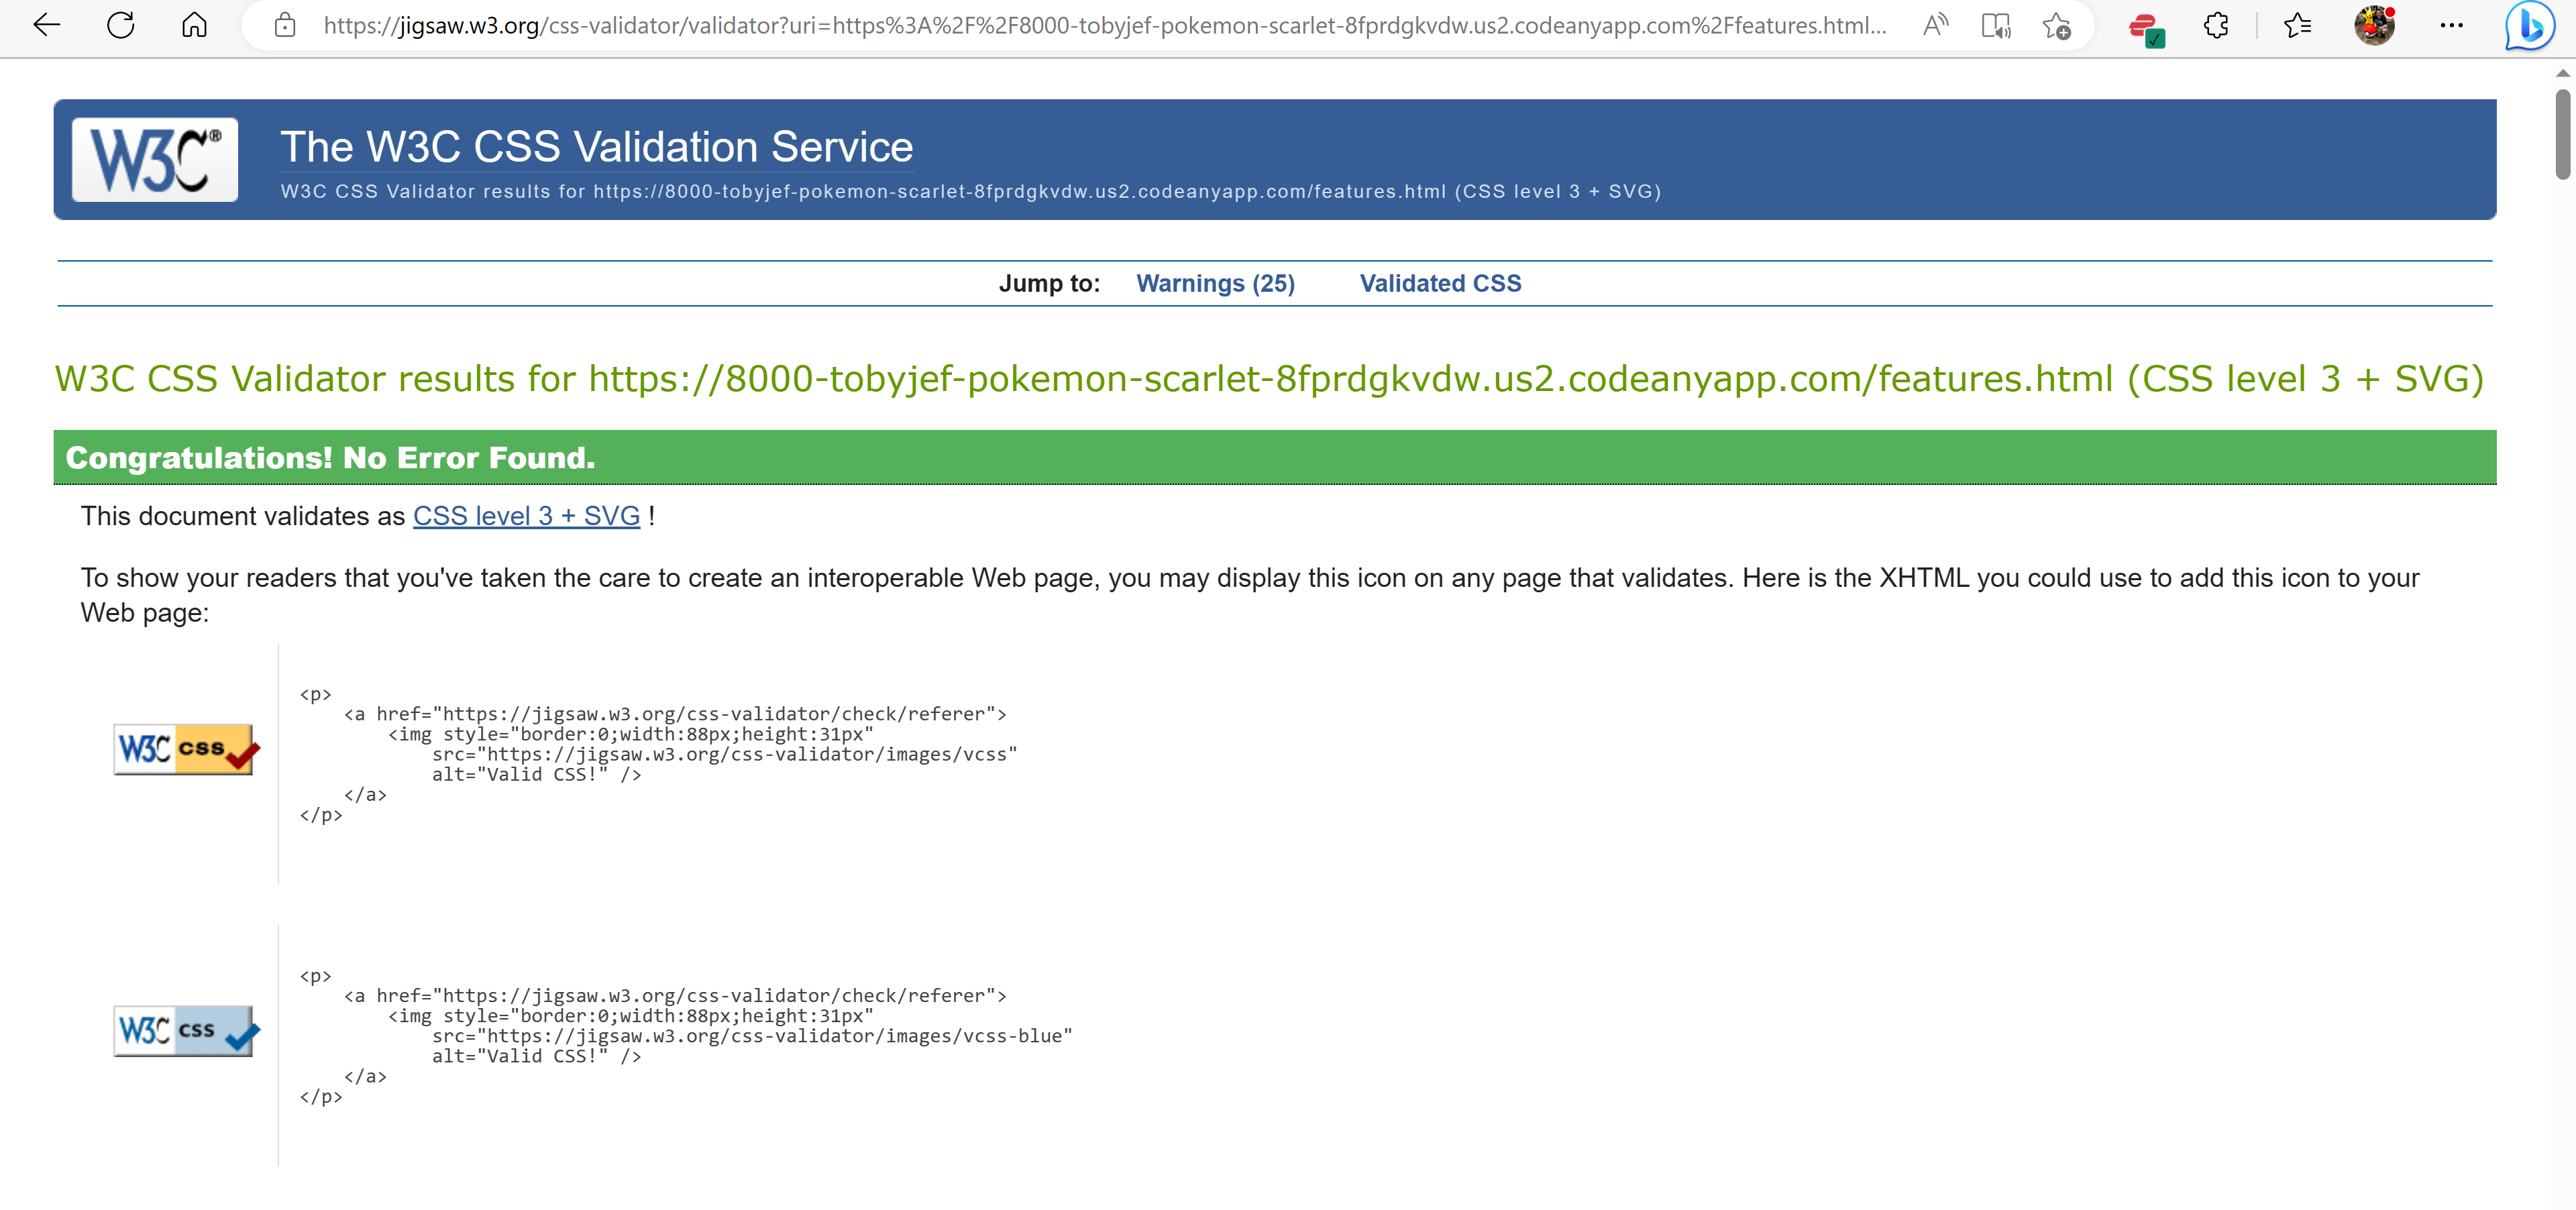 https://jigsaw.w3.org/css-validator/validator?uri=https%3A%2F%2F8000-tobyjef-pokemon-scarlet-8fprdgkvdw.us2.codeanyapp.com%2Ffeatures.html...
W3C®
The W3C CSS Validation Service
W3C CSS Validator results for https://8000-tobyjef-pokemon-scarlet-8fprdgkvdw.us2.codeanyapp.com/features.html (CSS level 3 + SVG)
Jump to: Warnings (25) Validated CSS
W3C CSS Validator results for https://8000-tobyjef-pokemon-scarlet-8fprdgkvdw.us2.codeanyapp.com/features.html (CSS level 3 + SVG)
Congratulations! No Error Found.
This document validates as CSS level 3 + SVG !
To show your readers that you've taken the care to create an interoperable Web page, you may display this icon on any page that validates. Here is the XHTML you could use to add this icon to your
Web page:
<p>
<a href="https://jigsaw.w3.org/css-validator/check/referer">
<img style="border:0;width:88px;height:31px"
src="https://jigsaw.w3.org/css-validator/images/vcss"
alt="Valid CSS!" />
</a>
</p>
W3C css
<p>
<a href="https://jigsaw.w3.org/css-validator/check/referer">
<img style="border:0;width:88px;height:31px"
src="https://jigsaw.w3.org/css-validator/images/vcss-blue"
alt="Valid CSS!" />
</a>
</p>
W3C css